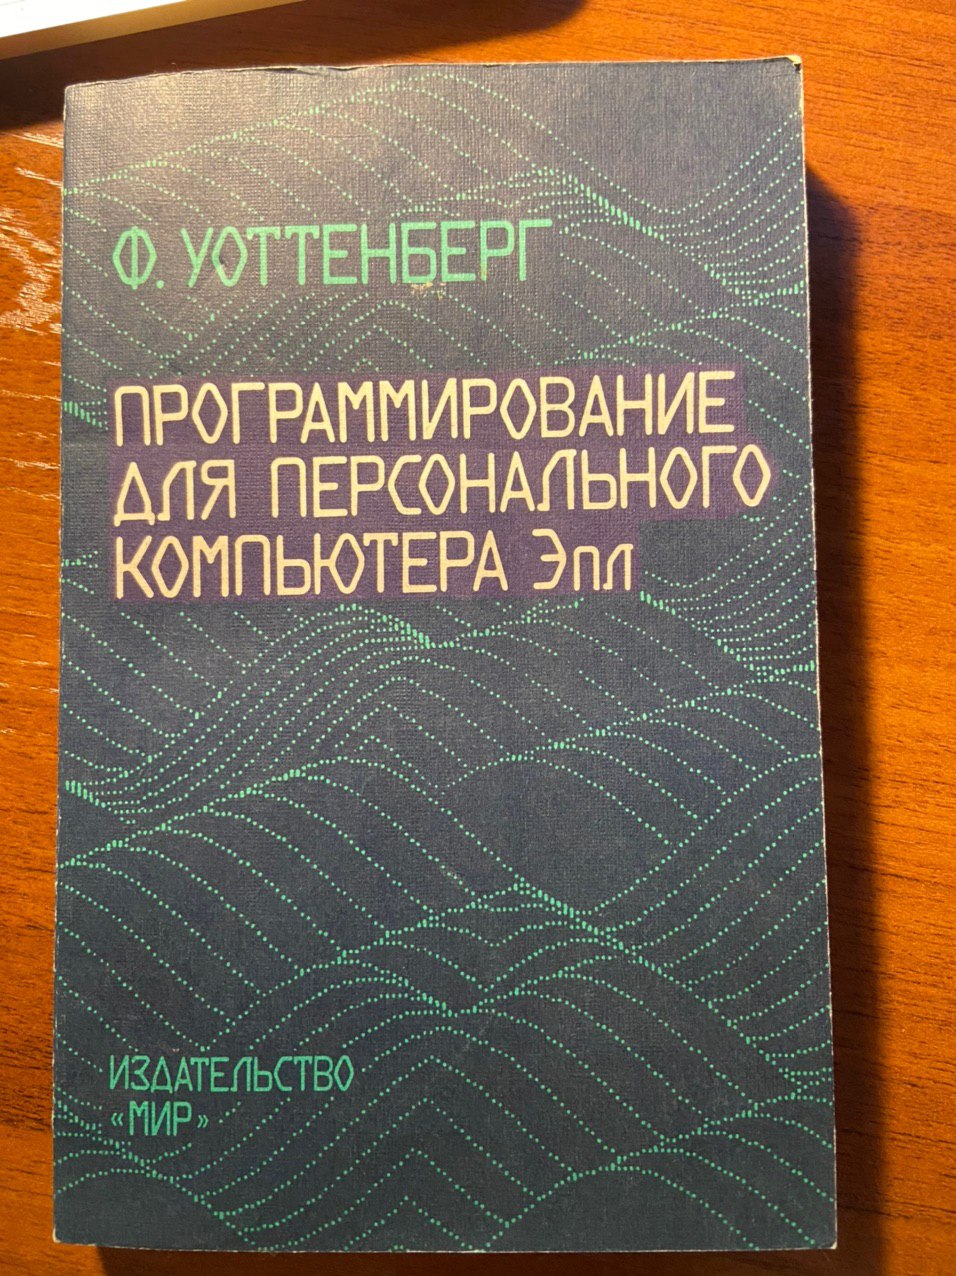 Ф. УОТТЕНБЕРГ
ПРОГРАММИРОВАНИЕ
ДЛЯ ПЕРСОНАЛЬНОГО
КОМПЬЮТЕРА Эпл
ИЗДАТЕЛЬСТВО
«МИР»